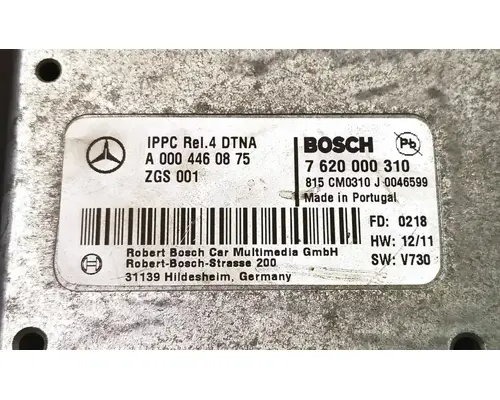 IPPC Rel.4 DTNA
A 000 446 08 75
ZGS 001
BOSCH
Pb
7 620 000 310
815 CM0310 J 0046599
Made in Portugal
FD: 0218
HW: 12/11
SW: V730
Robert Bosch Car Multimedia GmbH
Robert-Bosch-Strasse 200
31139 Hildesheim, Germany